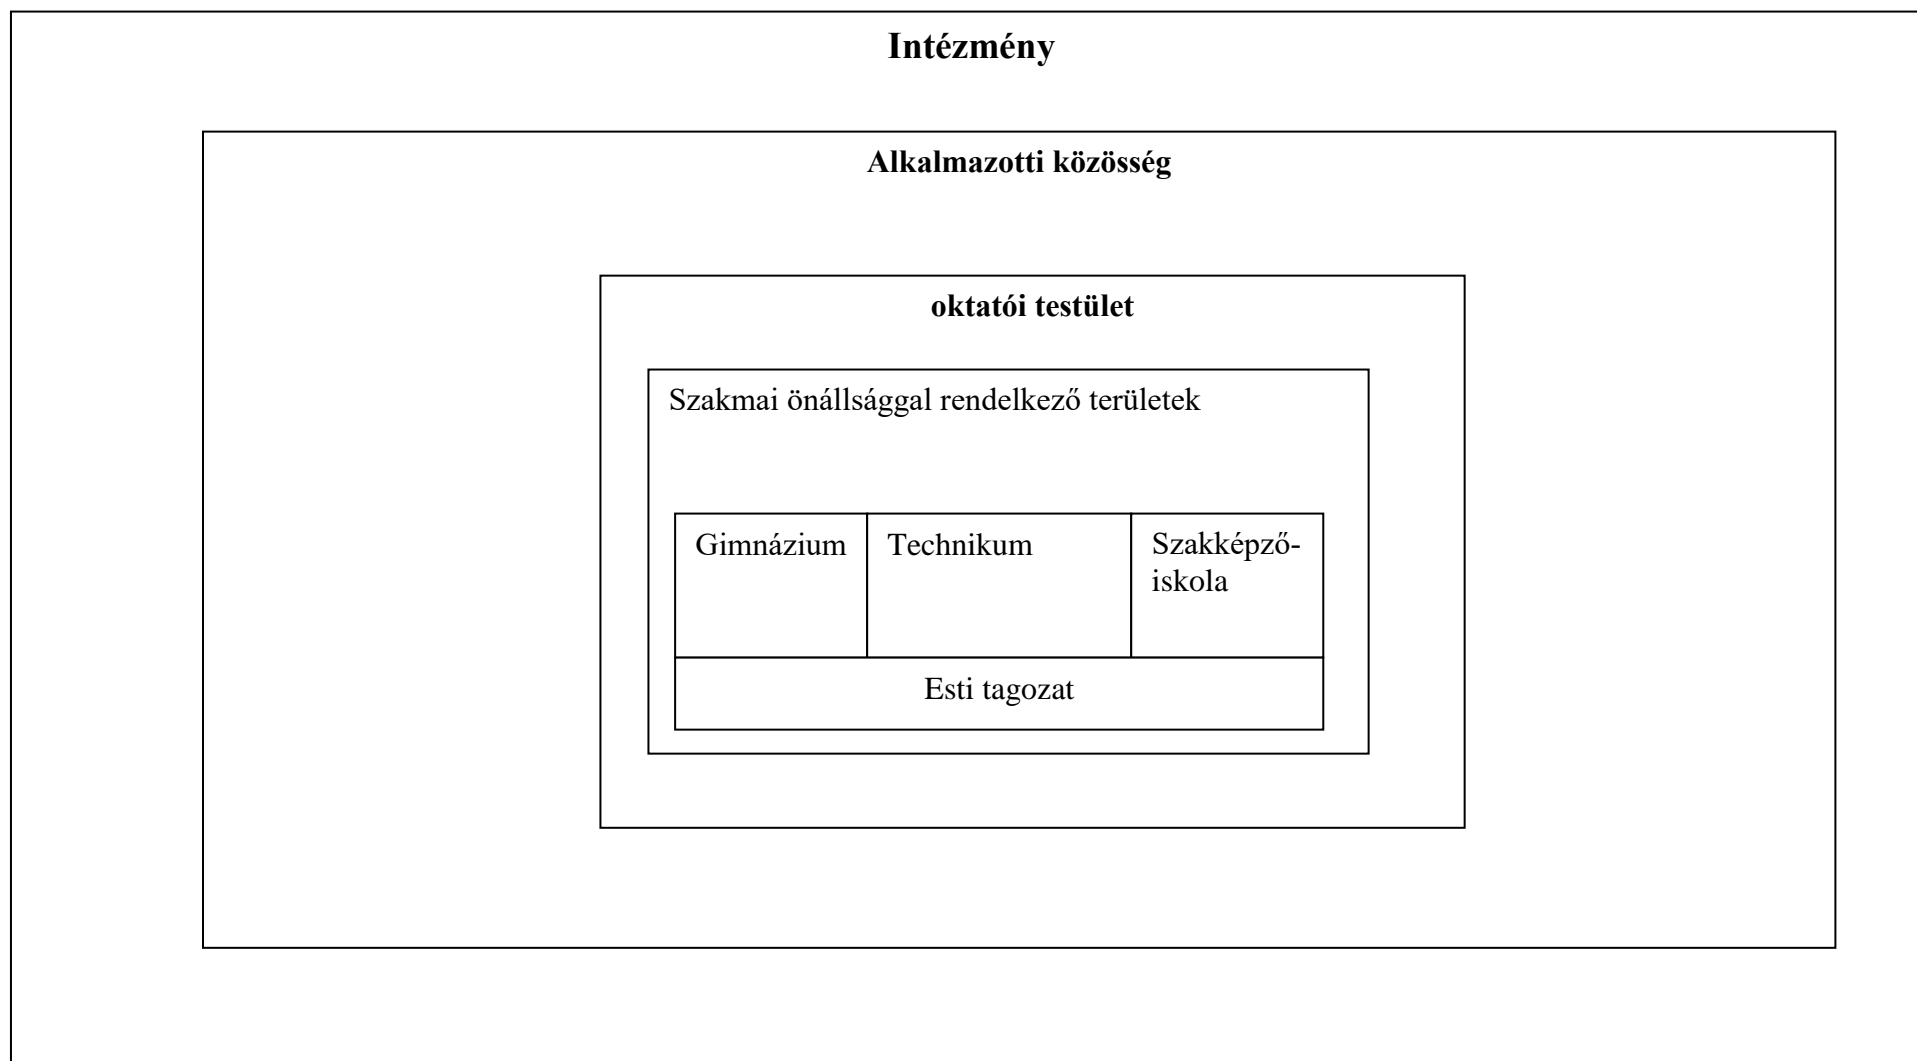 Intézmény
Alkalmazotti közösség
oktatói testület
Szakmai önállsággal rendelkező területek
Gimnázium
Technikum
Szakképző-
iskola
Esti tagozat